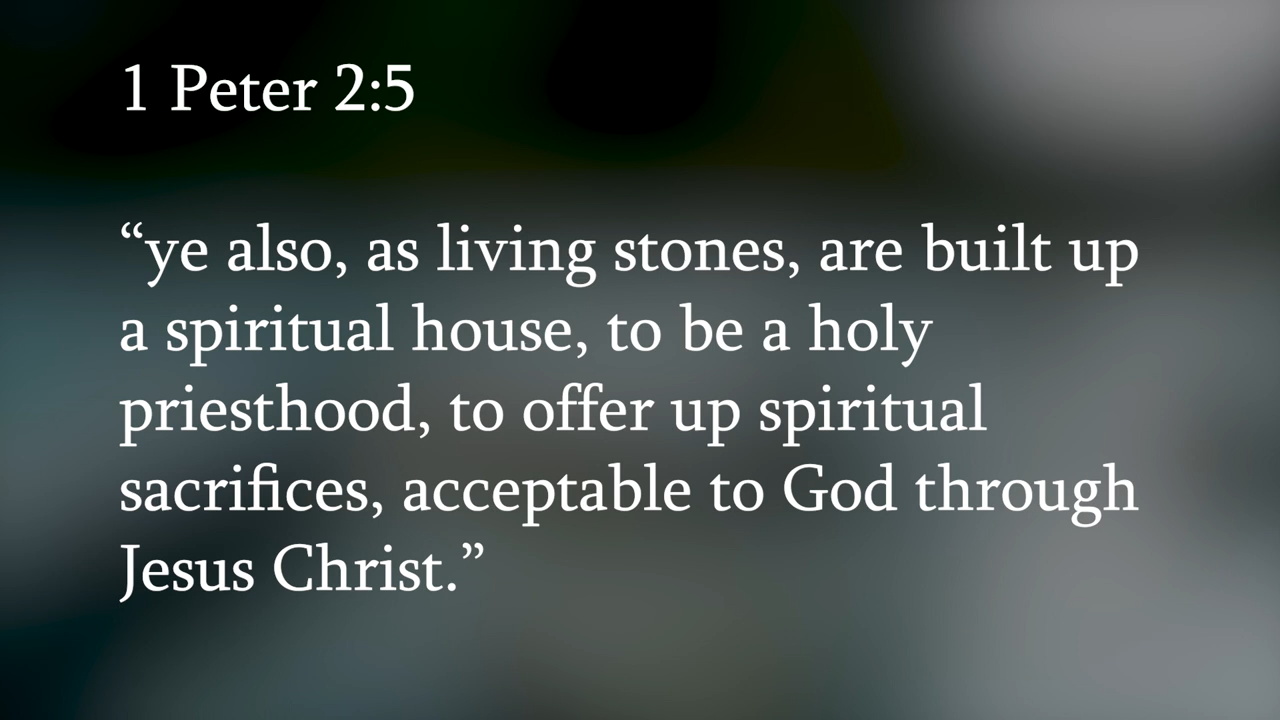 1 Peter 2:5
“ye also, as living stones, are built up
a spiritual house, to be a holy
priesthood, to offer up spiritual
sacrifices, acceptable to God through
Jesus Christ.”